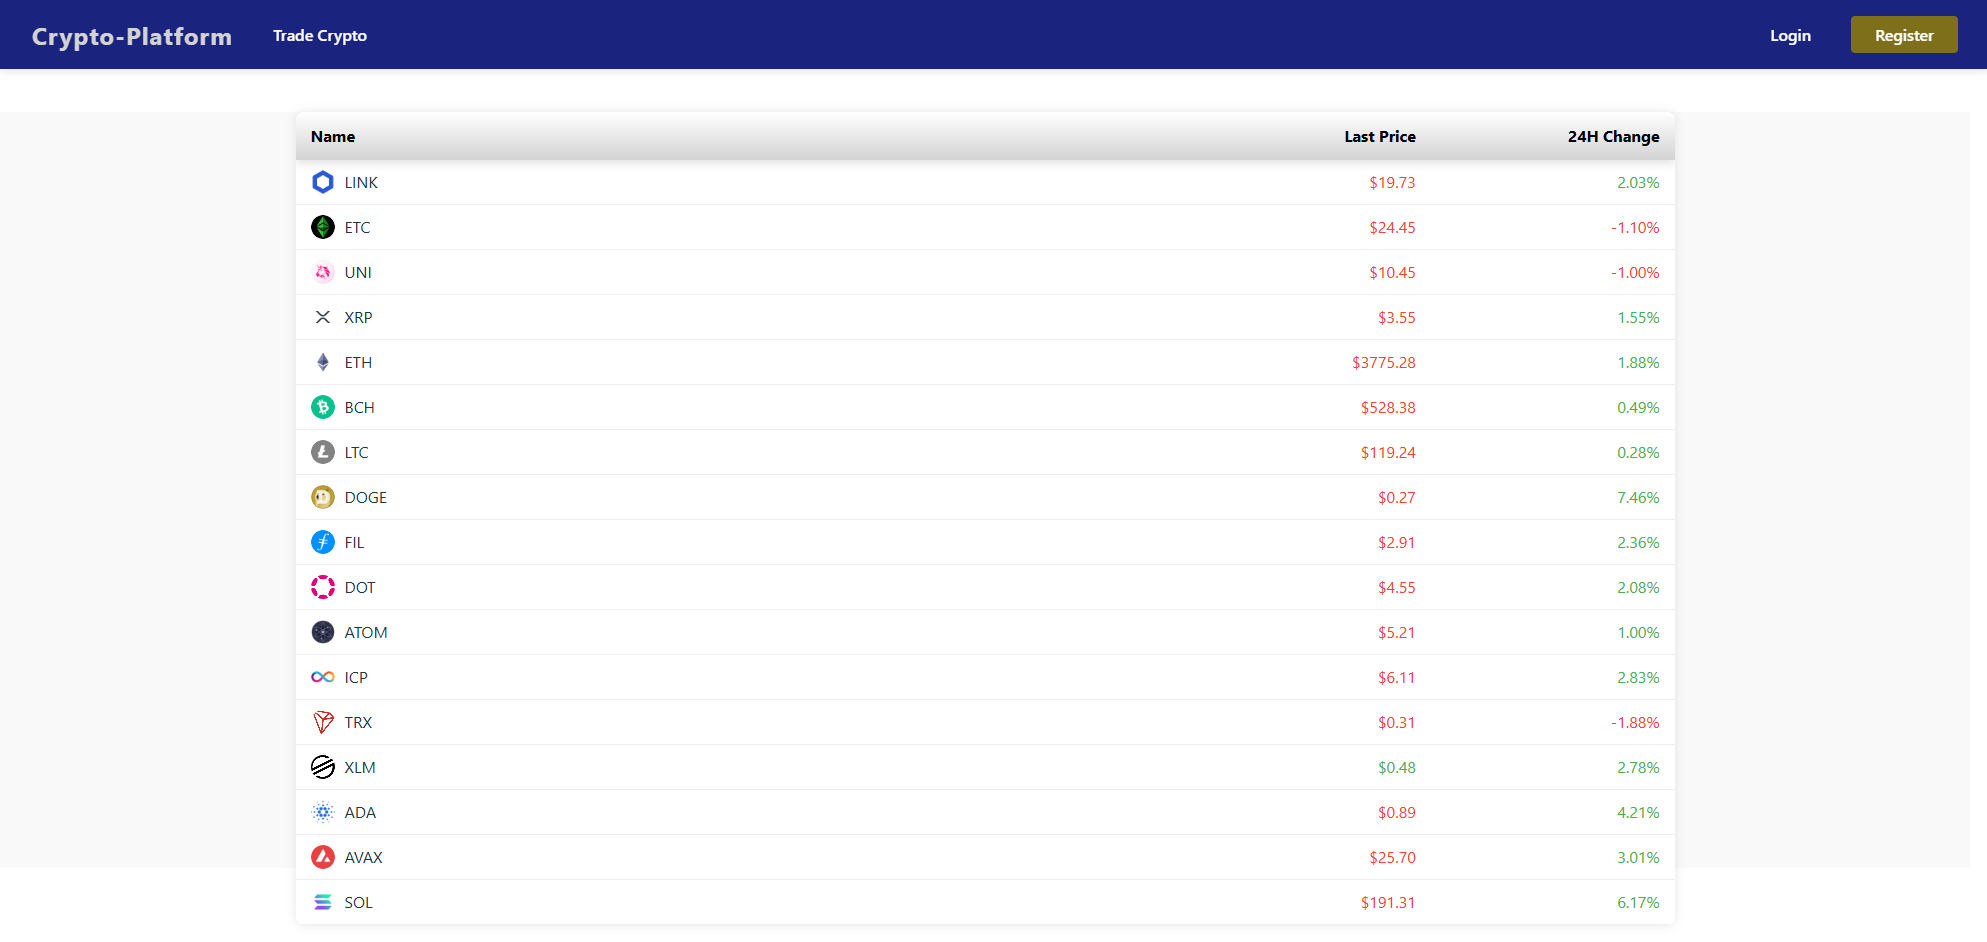 Crypto-Platform Trade Crypto Login Register
Name Last Price 24H Change
LINK $19.73 2.03%
ETC $24.45 -1.10%
UNI $10.45 -1.00%
XRP $3.55 1.55%
ETH $3775.28 1.88%
BCH $528.38 0.49%
LTC $119.24 0.28%
DOGE $0.27 7.46%
FIL $2.91 2.36%
DOT $4.55 2.08%
ATOM $5.21 1.00%
ICP $6.11 2.83%
TRX $0.31 -1.88%
XLM $0.48 2.78%
ADA $0.89 4.21%
AVAX $25.70 3.01%
SOL $191.31 6.17%